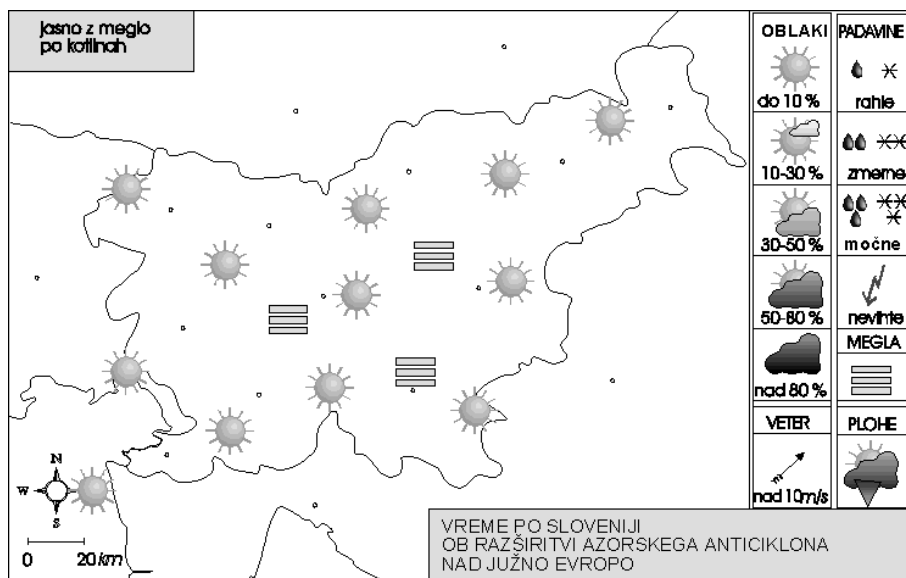 jasno z meglo
po kotlinah
OBLAKI
PADAVINE
do 10 %
rahle
10-30 %
zmerne
30-50 %
močne
50-80 %
nevihte
MEGLA
nad 80 %
VETER
PLOHE
nad 10m/s
N
W
E
S
0 20 km
VREME PO SLOVENIJI
OB RAZŠIRITVI AZORSKEGA ANTICIKLONA
NAD JUŽNO EVROPO